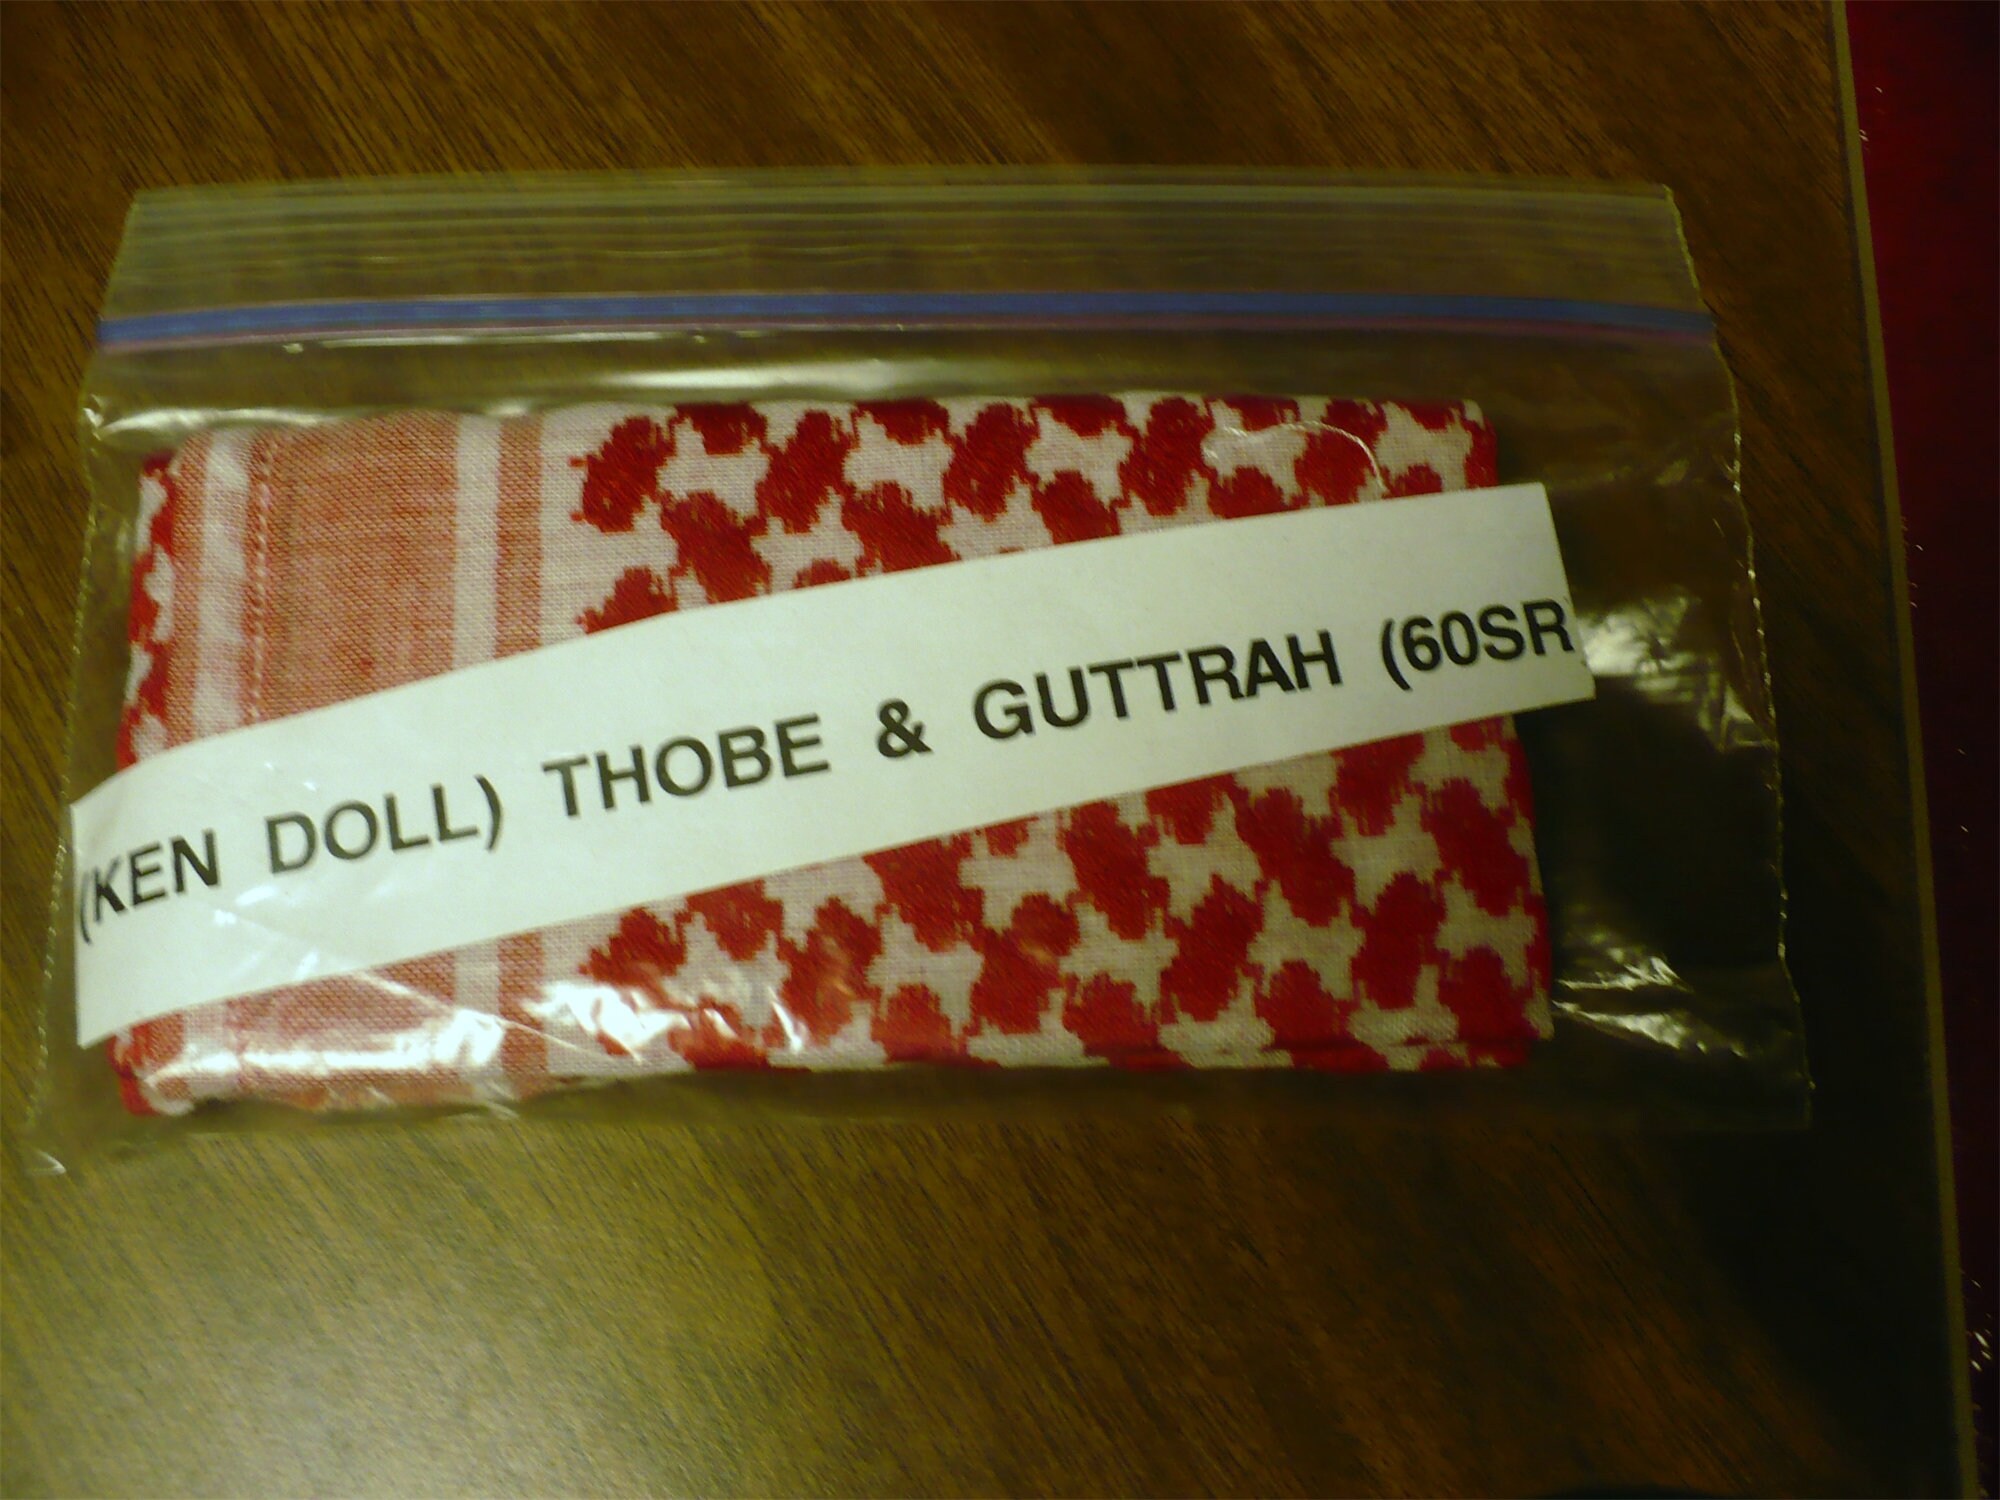 (KEN DOLL) THOBE & GUTTRAH (60SR